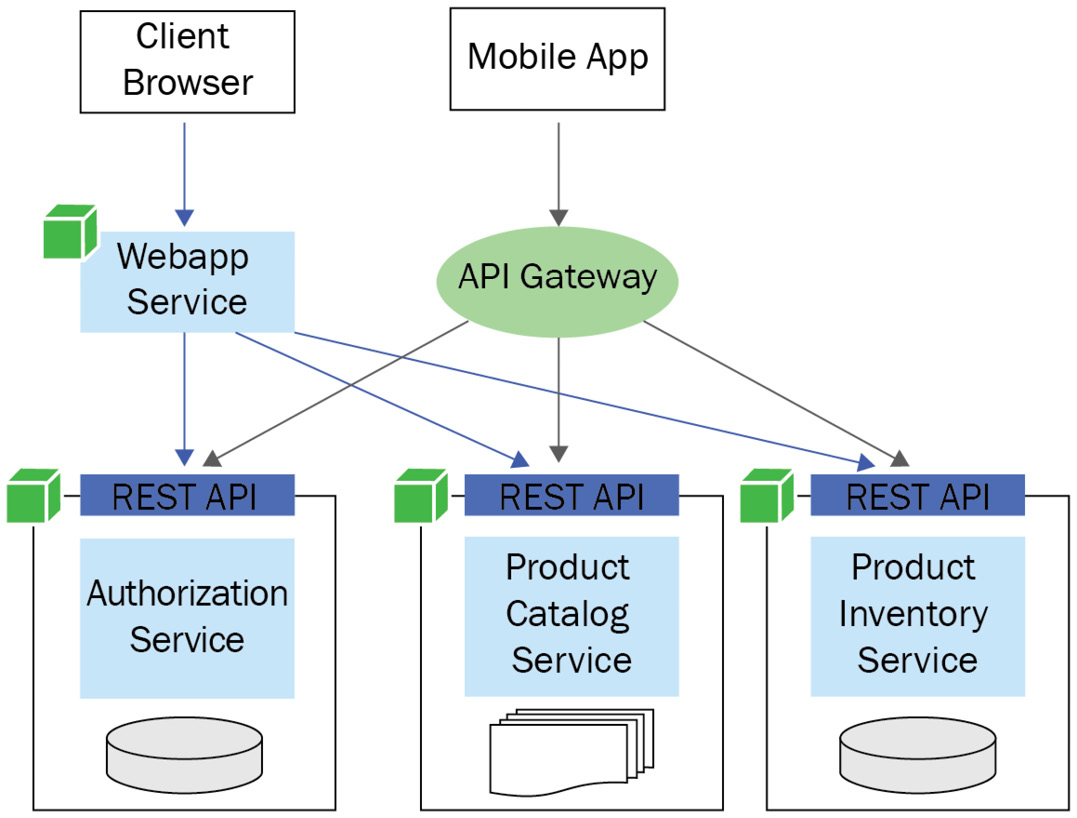 Client
Browser
Mobile App
Webapp
Service
API Gateway
REST API
REST API
REST API
Authorization
Service
Product
Catalog
Service
Product
Inventory
Service